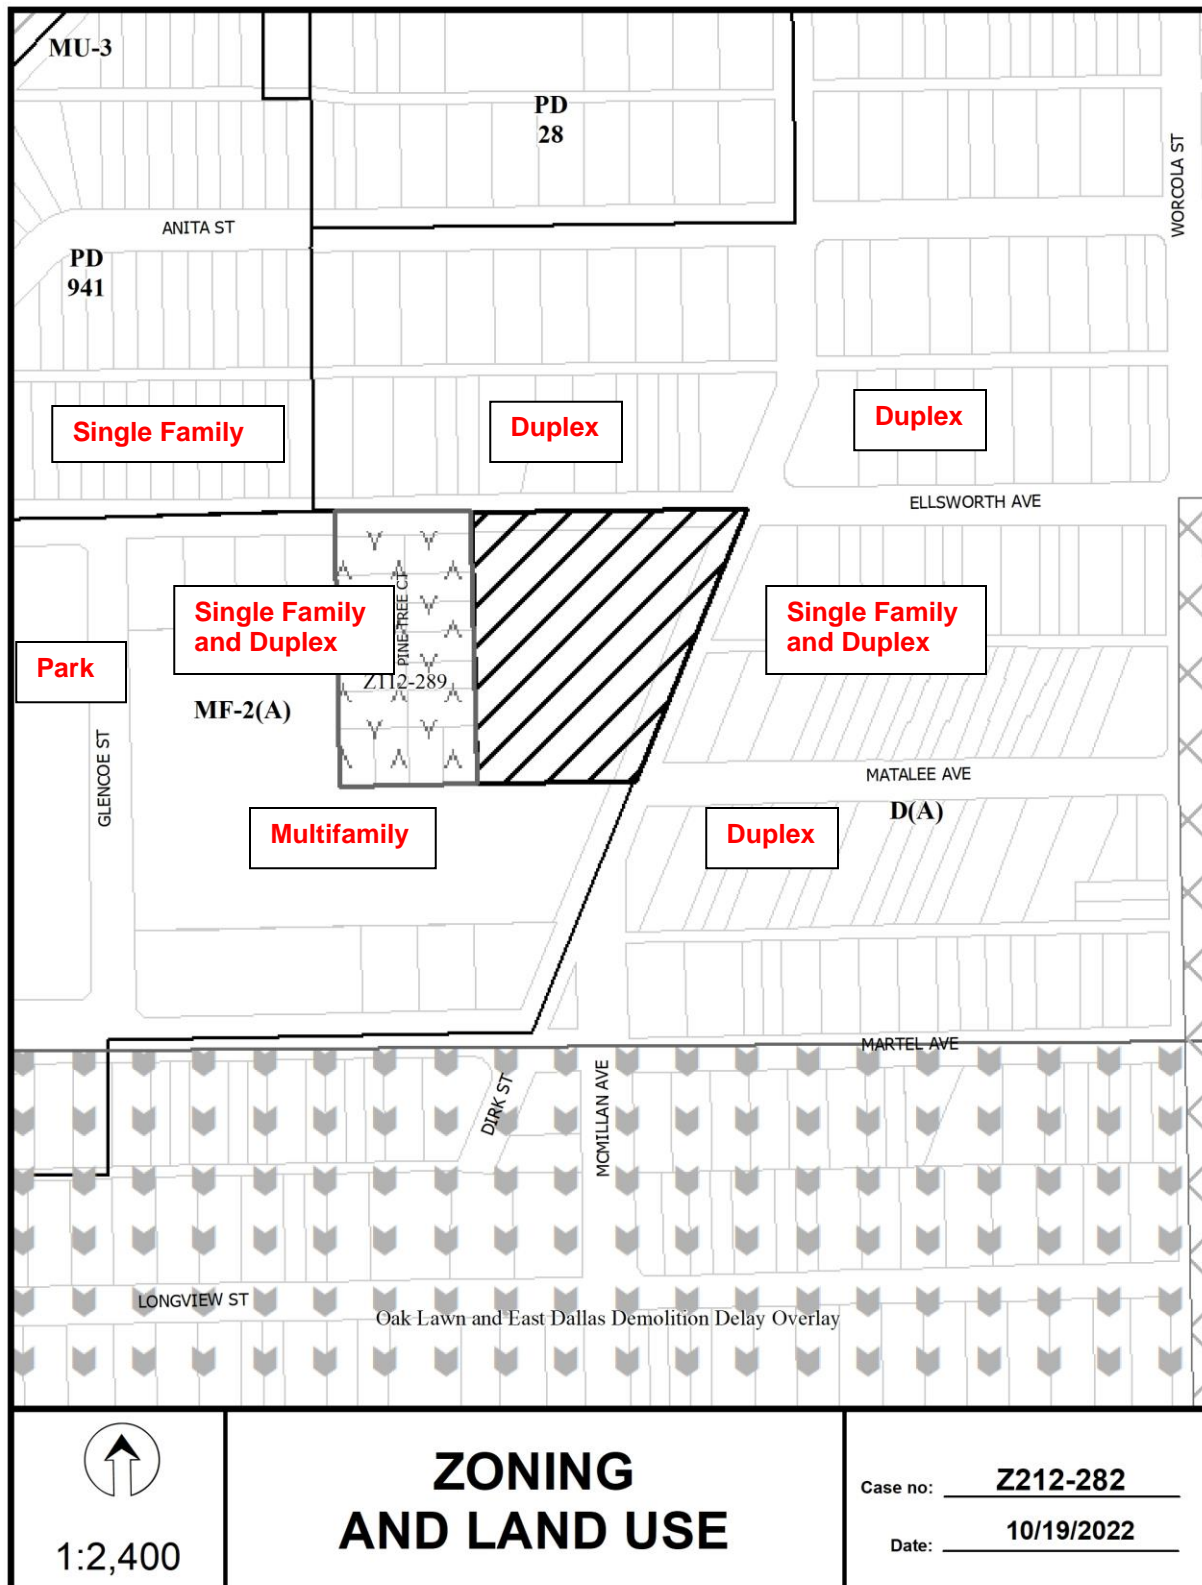 MU-3
PD
28
WORCOLA ST
ANITA ST
PD
941
Single Family
Duplex
Duplex
ELLSWORTH AVE
Single Family
and Duplex
PINE TREE CT
Single Family
and Duplex
Park
Z112-289
MF-2(A)
GLENCOE ST
MATALEE AVE
D(A)
Multifamily
Duplex
MARTEL AVE
DIRK ST
MCMILLAN AVE
LONGVIEW ST
Oak Lawn and East Dallas Demolition Delay Overlay
1:2,400
ZONING
AND LAND USE
Case no: Z212-282
Date: 10/19/2022